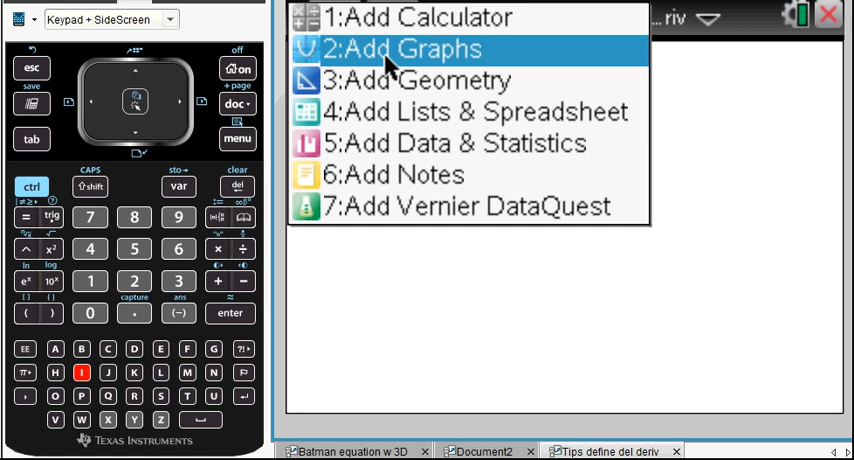 Keypad + SideScreen
esc
off
on
save
+ page
doc
tab
menu
CAPS
sto→
clear
ctrl
⇧shift
var
del
= trig 7 8 9
^ x² 4 5 6 × ÷
ln log
eˣ 10ˣ 1 2 3 + −
[ ] { } capture ans ≈
( ) 0 . (−) enter
EE A B C D E F G ?!▸
π▸ H I J K L M N
, O P Q R S T U ↵
V W X Y Z
TEXAS INSTRUMENTS
1:Add Calculator
2:Add Graphs
3:Add Geometry
4:Add Lists & Spreadsheet
5:Add Data & Statistics
6:Add Notes
7:Add Vernier DataQuest
...riv
Batman equation w 3D
Document2
Tips define del deriv